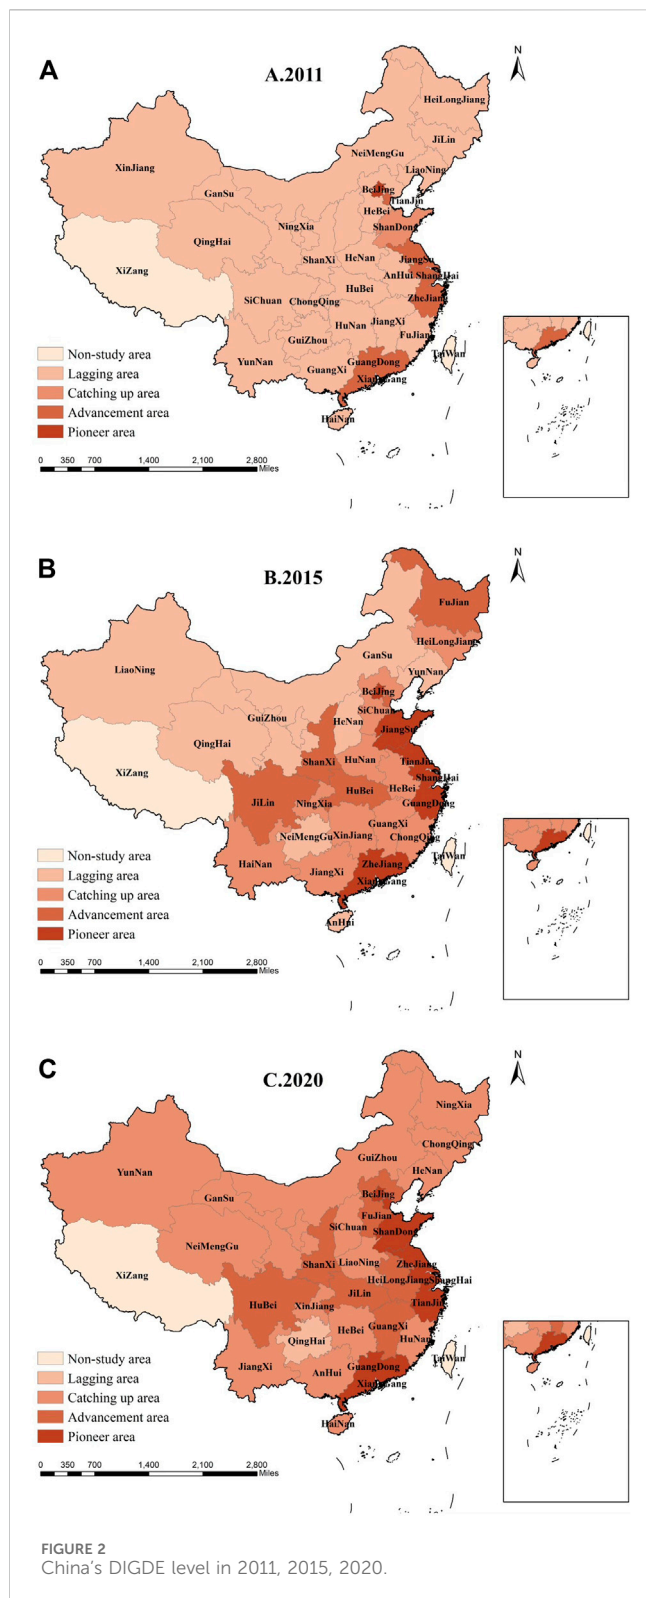 A
A.2011
N
HeiLongJiang
JiLin
NeiMengGu
LiaoNing
XinJiang
GanSu
BeiJing
TianJin
HeBei
ShanDong
NingXia
QingHai
ShanXi
HeNan
JiangSu
XiZang
AnHui
ShangHai
HuBei
SiChuan
ChongQing
ZheJiang
HuNan
JiangXi
GuiZhou
FuJian
YunNan
GuangDong
TaiWan
GuangXi
XiangGang
HaiNan
Non-study area
Lagging area
Catching up area
Advancement area
Pioneer area
0 350 700 1,400 2,100 2,800
Miles
B
B.2015
N
FuJian
HeiLongJiang
GanSu
YunNan
LiaoNing
BeiJing
SiChuan
GuiZhou
HeNan
JiangSu
QingHai
ShanXi
HuNan
TianJin
XiZang
ShangHai
HuBei
HeBei
JiLin
NingXia
GuangDong
GuangXi
NeiMengGu
XinJiang
ChongQing
HaiNan
JiangXi
ZheJiang
TaiWan
XiangGang
AnHui
Non-study area
Lagging area
Catching up area
Advancement area
Pioneer area
0 350 700 1,400 2,100 2,800
Miles
C
C.2020
N
NingXia
ChongQing
GuiZhou
HeNan
YunNan
GanSu
BeiJing
FuJian
SiChuan
ShanDong
NeiMengGu
ShanXi
LiaoNing
ZheJiang
XiZang
HeiLongJiang
ShangHai
JiLin
HuBei
XinJiang
TianJin
HeBei
GuangXi
QingHai
HuNan
JiangXi
AnHui
GuangDong
TaiWan
XiangGang
HaiNan
Non-study area
Lagging area
Catching up area
Advancement area
Pioneer area
0 350 700 1,400 2,100 2,800
Miles
FIGURE 2
China's DIGDE level in 2011, 2015, 2020.